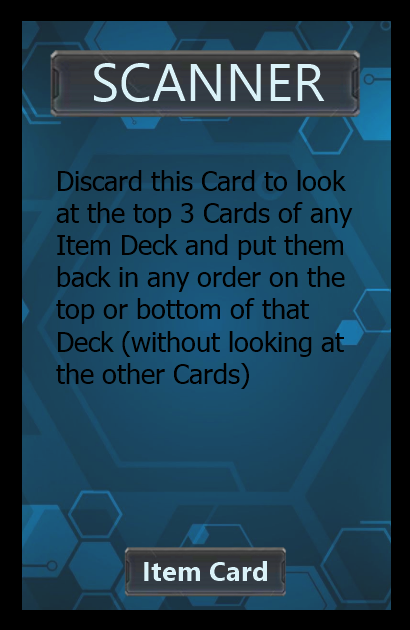 SCANNER
Discard this Card to look
at the top 3 Cards of any
Item Deck and put them
back in any order on the
top or bottom of that
Deck (without looking at
the other Cards)
Item Card